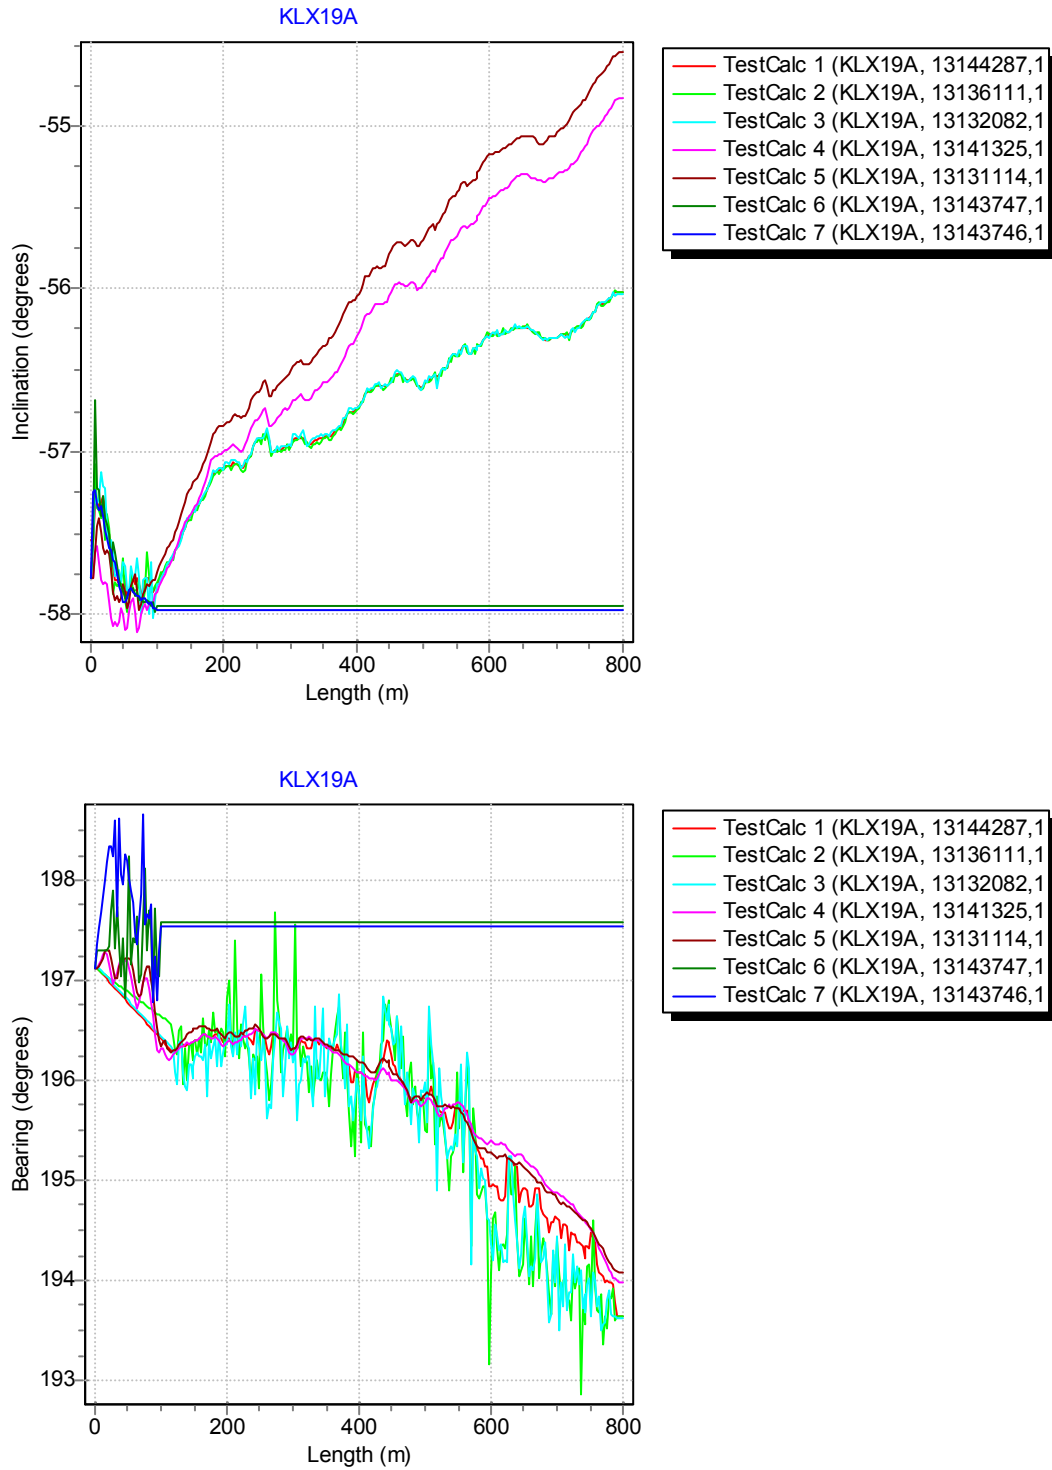 KLX19A
-55
-56
-57
-58
Inclination (degrees)
0 200 400 600 800
Length (m)
TestCalc 1 (KLX19A, 13144287,1
TestCalc 2 (KLX19A, 13136111,1
TestCalc 3 (KLX19A, 13132082,1
TestCalc 4 (KLX19A, 13141325,1
TestCalc 5 (KLX19A, 13131114,1
TestCalc 6 (KLX19A, 13143747,1
TestCalc 7 (KLX19A, 13143746,1
KLX19A
198
197
196
195
194
193
Bearing (degrees)
0 200 400 600 800
Length (m)
TestCalc 1 (KLX19A, 13144287,1
TestCalc 2 (KLX19A, 13136111,1
TestCalc 3 (KLX19A, 13132082,1
TestCalc 4 (KLX19A, 13141325,1
TestCalc 5 (KLX19A, 13131114,1
TestCalc 6 (KLX19A, 13143747,1
TestCalc 7 (KLX19A, 13143746,1